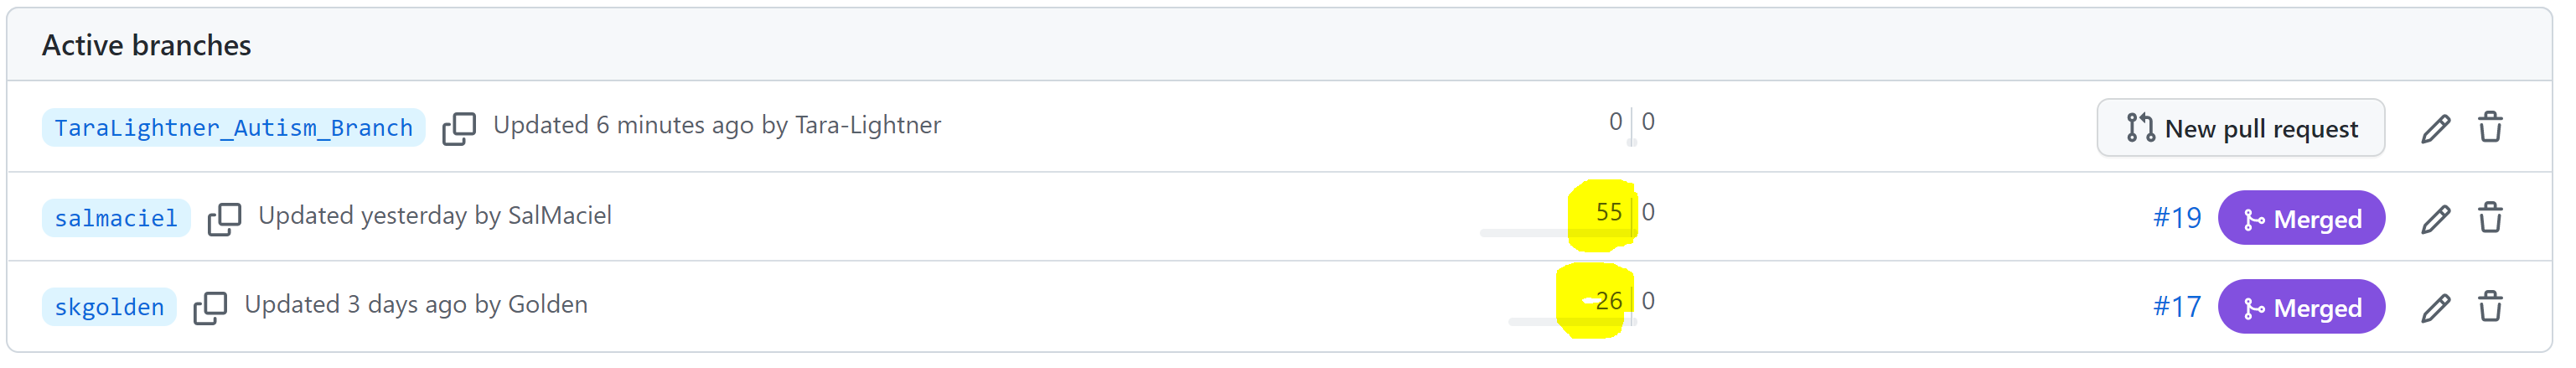 Active branches
TaraLightner_Autism_Branch Updated 6 minutes ago by Tara-Lightner 0 0 New pull request
salmaciel Updated yesterday by SalMaciel 55 0 #19 Merged
skgolden Updated 3 days ago by Golden 26 0 #17 Merged